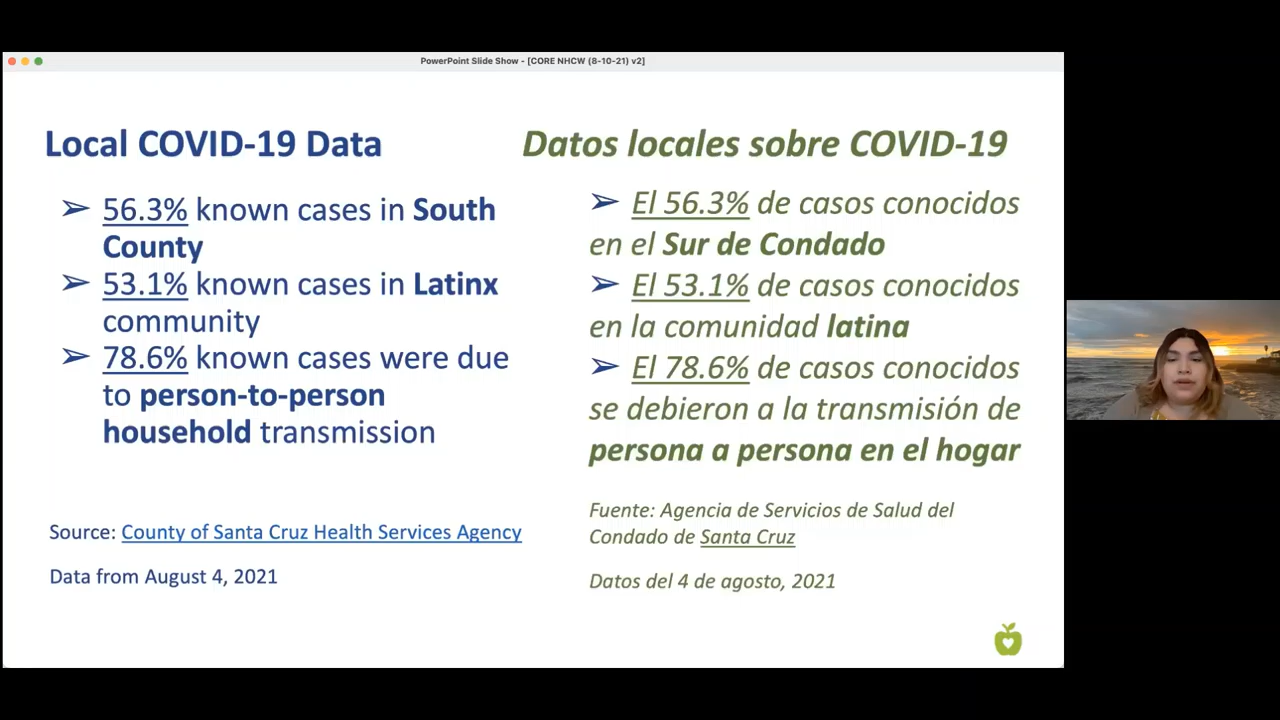 PowerPoint Slide Show - [CORE NHCW (8-10-21) v2]
Local COVID-19 Data
➢ 56.3% known cases in South
County
➢ 53.1% known cases in Latinx
community
➢ 78.6% known cases were due
to person-to-person
household transmission
Source: County of Santa Cruz Health Services Agency
Data from August 4, 2021
Datos locales sobre COVID-19
➢ El 56.3% de casos conocidos
en el Sur de Condado
➢ El 53.1% de casos conocidos
en la comunidad latina
➢ El 78.6% de casos conocidos
se debieron a la transmisión de
persona a persona en el hogar
Fuente: Agencia de Servicios de Salud del
Condado de Santa Cruz
Datos del 4 de agosto, 2021